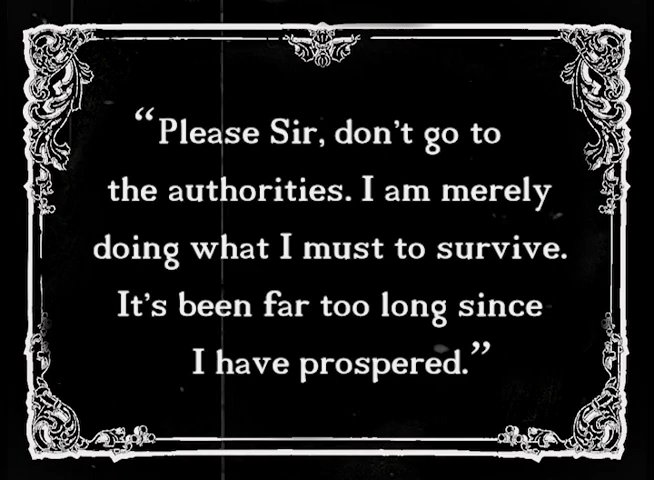 “Please Sir, don’t go to
the authorities. I am merely
doing what I must to survive.
It’s been far too long since
I have prospered.”